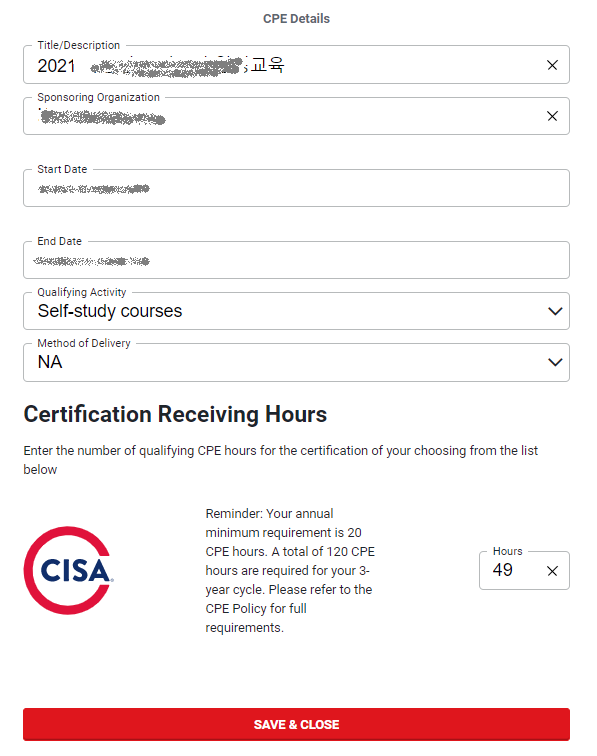 CPE Details
Title/Description
2021 교육
Sponsoring Organization
Start Date
End Date
Qualifying Activity
Self-study courses
Method of Delivery
NA
Certification Receiving Hours
Enter the number of qualifying CPE hours for the certification of your choosing from the list
below
Reminder: Your annual
minimum requirement is 20
CPE hours. A total of 120 CPE
hours are required for your 3-
year cycle. Please refer to the
CPE Policy for full
requirements.
CISA
Hours
49
SAVE & CLOSE